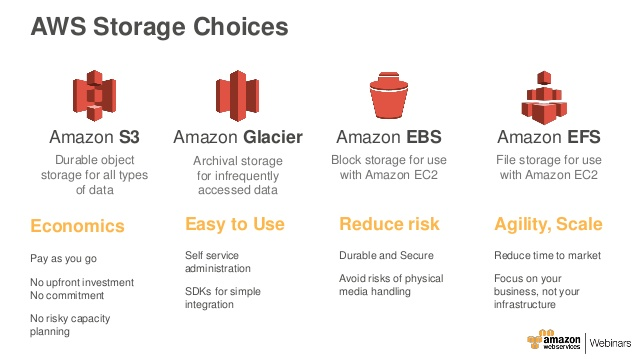 AWS Storage Choices
Amazon S3
Durable object
storage for all types
of data
Amazon Glacier
Archival storage
for infrequently
accessed data
Amazon EBS
Block storage for use
with Amazon EC2
Amazon EFS
File storage for use
with Amazon EC2
Economics
Pay as you go
No upfront investment
No commitment
No risky capacity
planning
Easy to Use
Self service
administration
SDKs for simple
integration
Reduce risk
Durable and Secure
Avoid risks of physical
media handling
Agility, Scale
Reduce time to market
Focus on your
business, not your
infrastructure
amazon
webservices
Webinars